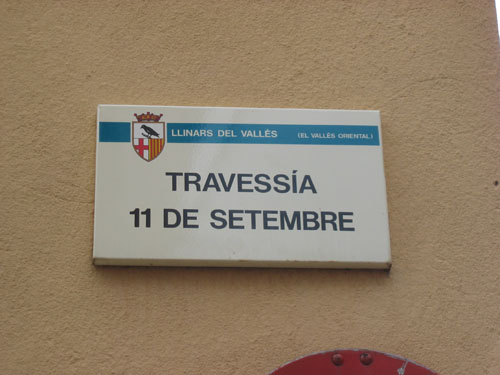 LLINARS DEL VALLÈS (EL VALLÈS ORIENTAL)
TRAVESSÍA
11 DE SETEMBRE